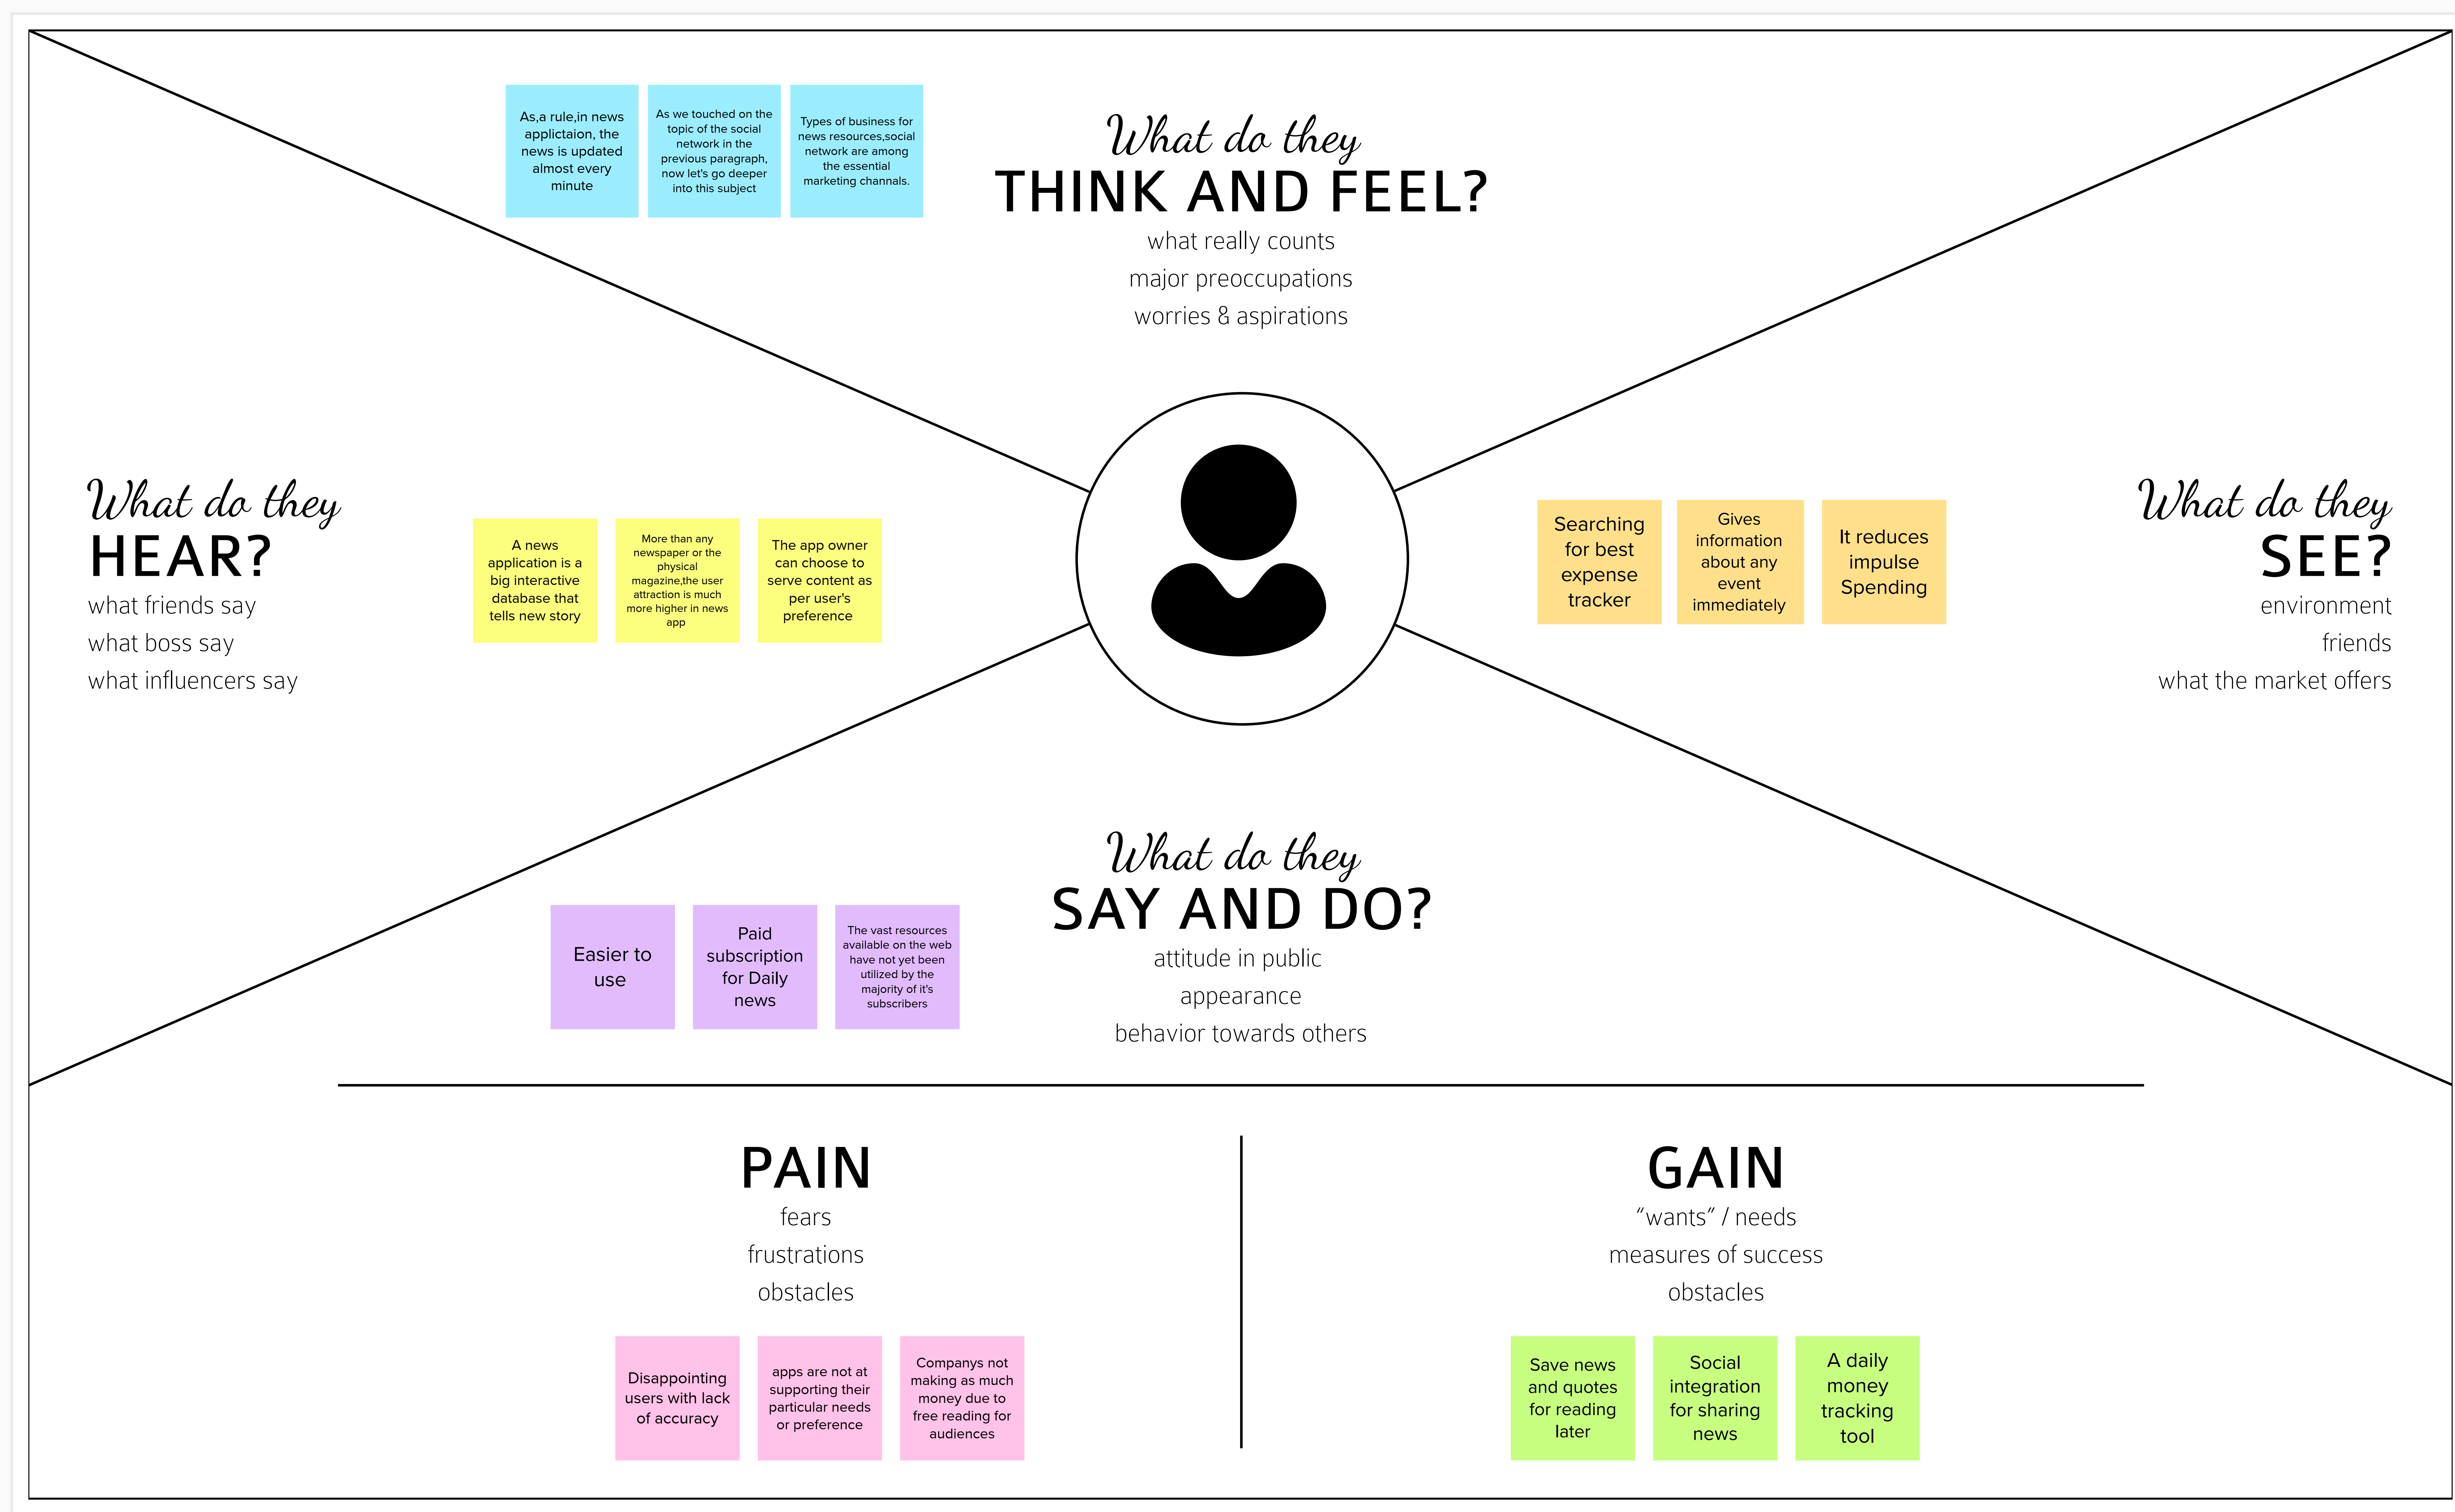 As,a rule,in news
applictaion, the
news is updated
almost every
minute
As we touched on the
topic of the social
network in the
previous paragraph,
now let's go deeper
into this subject
Types of business for
news resources,social
network are among
the essential
marketing channals.
What do they
THINK AND FEEL?
what really counts
major preoccupations
worries & aspirations
What do they
HEAR?
what friends say
what boss say
what influencers say
A news
application is a
big interactive
database that
tells new story
More than any
newspaper or the
physical
magazine,the user
attraction is much
more higher in news
app
The app owner
can choose to
serve content as
per user's
preference
Searching
for best
expense
tracker
Gives
information
about any
event
immediately
It reduces
impulse
Spending
What do they
SEE?
environment
friends
what the market offers
What do they
SAY AND DO?
attitude in public
appearance
behavior towards others
Easier to
use
Paid
subscription
for Daily
news
The vast resources
available on the web
have not yet been
utilized by the
majority of it's
subscribers
PAIN
fears
frustrations
obstacles
Disappointing
users with lack
of accuracy
apps are not at
supporting their
particular needs
or preference
Companys not
making as much
money due to
free reading for
audiences
GAIN
“wants” / needs
measures of success
obstacles
Save news
and quotes
for reading
later
Social
integration
for sharing
news
A daily
money
tracking
tool